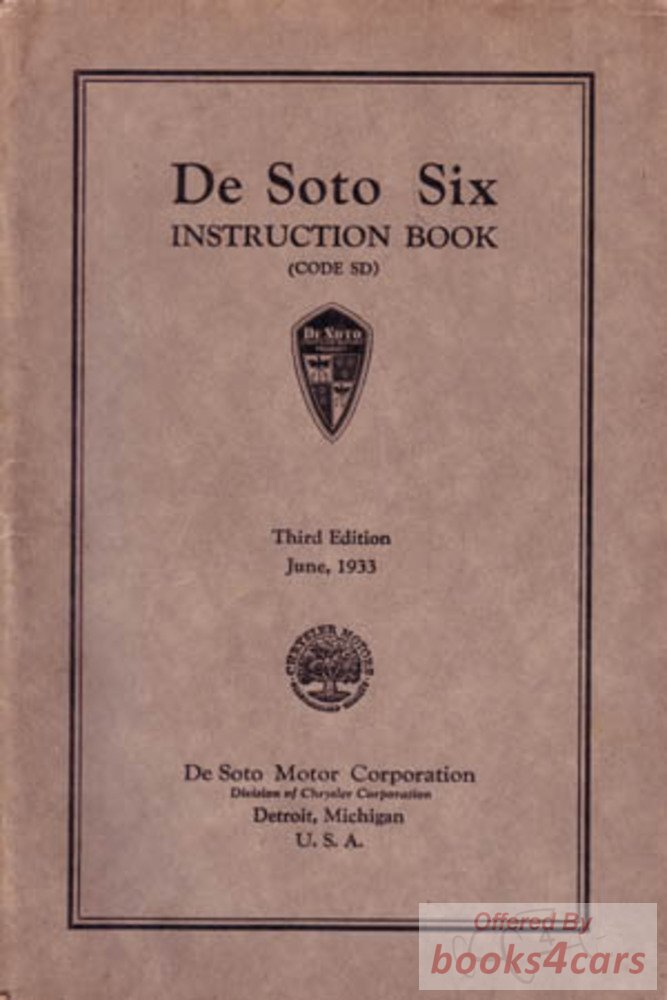 De Soto Six
INSTRUCTION BOOK
(CODE SD)
DE SOTO
Third Edition
June, 1933
CHRYSLER MOTORS
De Soto Motor Corporation
Division of Chrysler Corporation
Detroit, Michigan
U. S. A.
Offered By
books4cars